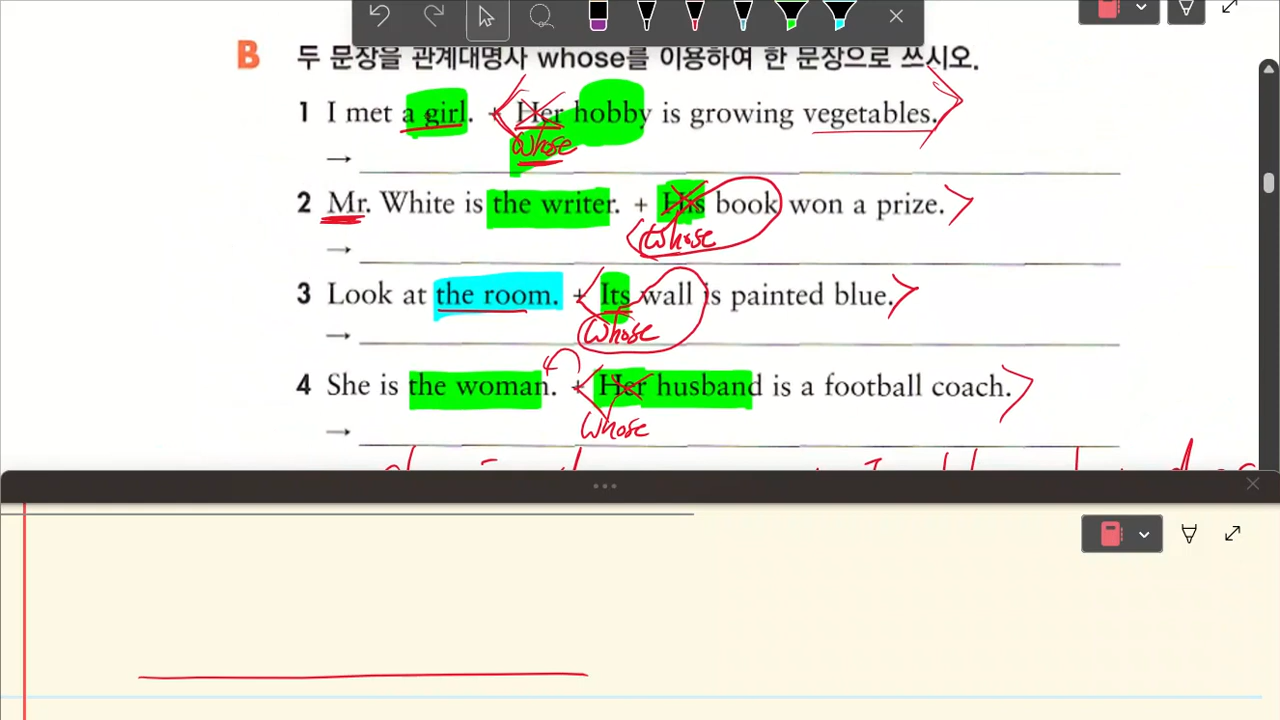 B 두 문장을 관계대명사 whose를 이용하여 한 문장으로 쓰시오.
1 I met a girl. + Her hobby is growing vegetables.
whose
→
2 Mr. White is the writer. + His book won a prize.
whose
→
3 Look at the room. + Its wall is painted blue.
whose
→
4 She is the woman. + Her husband is a football coach.
whose
→